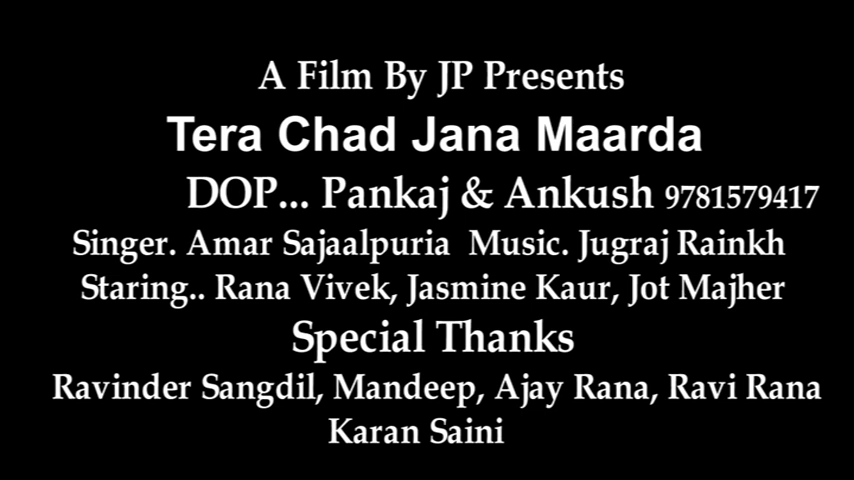 A Film By JP Presents
Tera Chad Jana Maarda
DOP... Pankaj & Ankush 9781579417
Singer. Amar Sajaalpuria Music. Jugraj Rainkh
Staring.. Rana Vivek, Jasmine Kaur, Jot Majher
Special Thanks
Ravinder Sangdil, Mandeep, Ajay Rana, Ravi Rana
Karan Saini